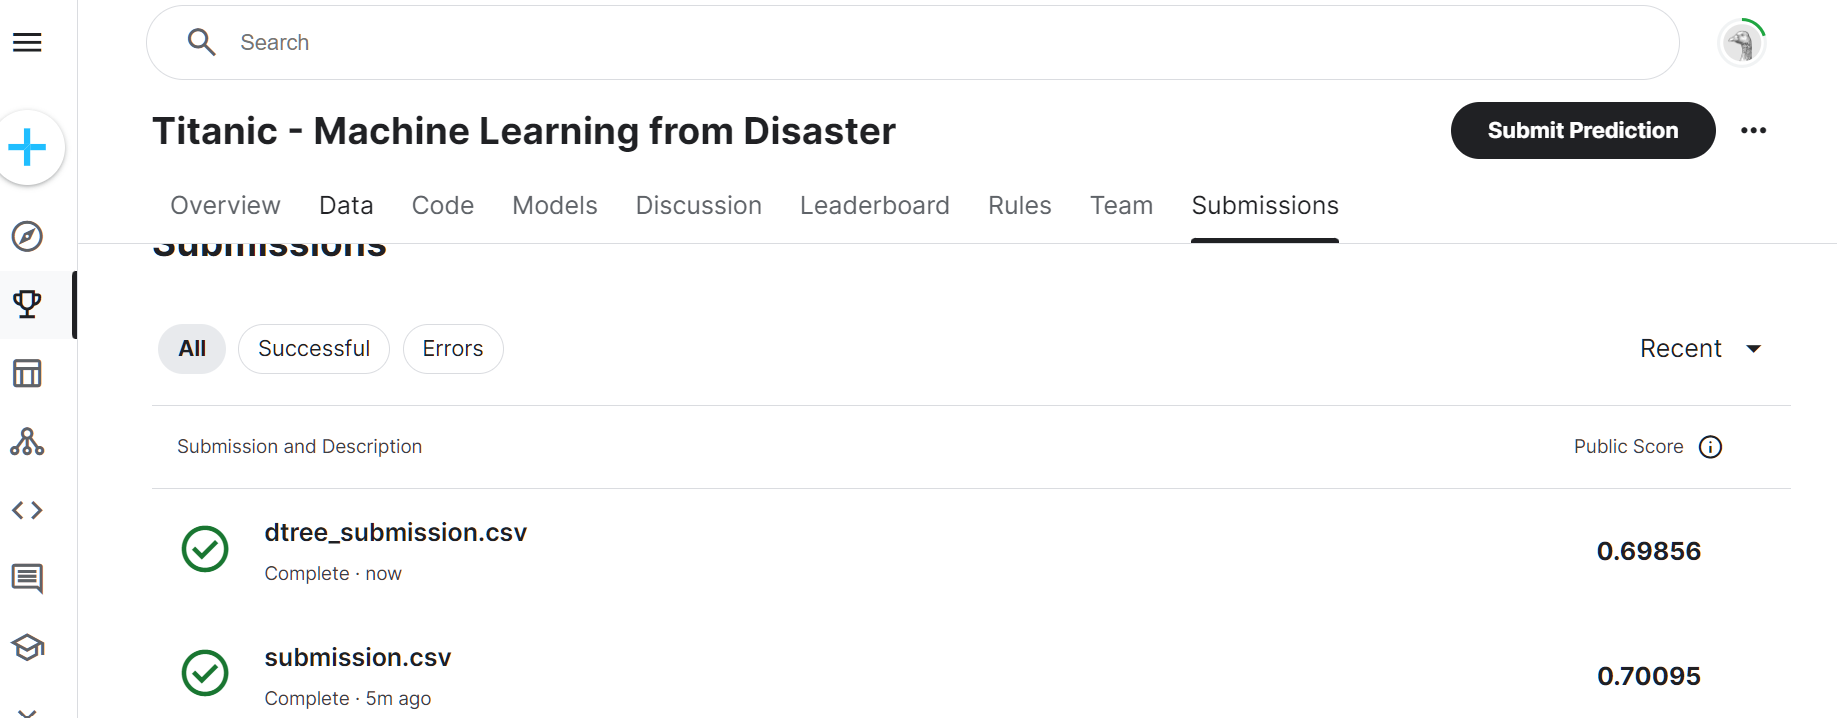 Search
Titanic - Machine Learning from Disaster
Submit Prediction
Overview Data Code Models Discussion Leaderboard Rules Team Submissions
Submissions
All Successful Errors
Recent
Submission and Description
Public Score
dtree_submission.csv
0.69856
Complete · now
submission.csv
0.70095
Complete · 5m ago